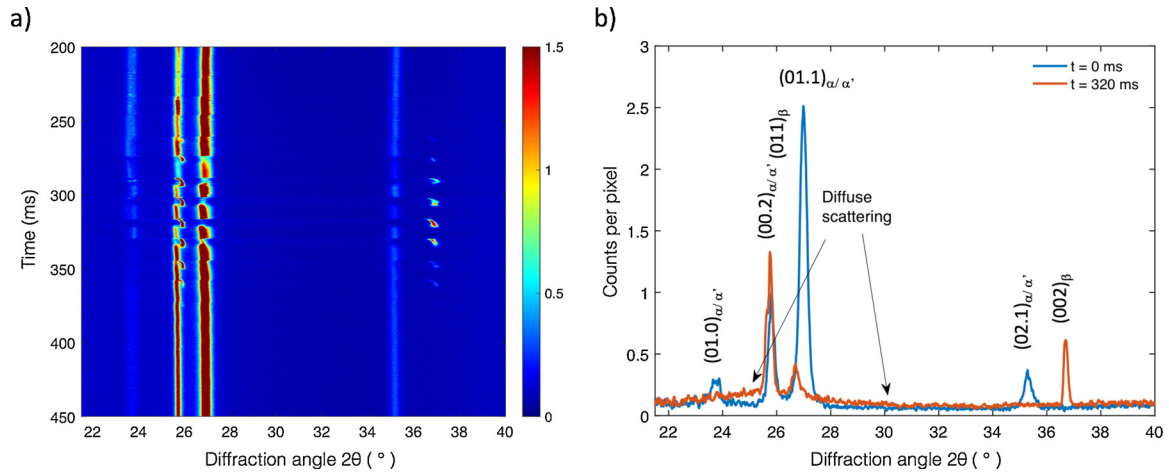 a)
200
250
300
350
400
450
Time (ms)
22 24 26 28 30 32 34 36 38 40
Diffraction angle 2θ ( ° )
1.5
1
0.5
0
b)
3
2.5
2
1.5
1
0.5
0
Counts per pixel
22 24 26 28 30 32 34 36 38 40
Diffraction angle 2θ ( ° )
t = 0 ms
t = 320 ms
(01.1)α/α’
(00.2)α/α’ (011)β
Diffuse
scattering
(01.0)α/α’
(02.1)α/α’
(002)β